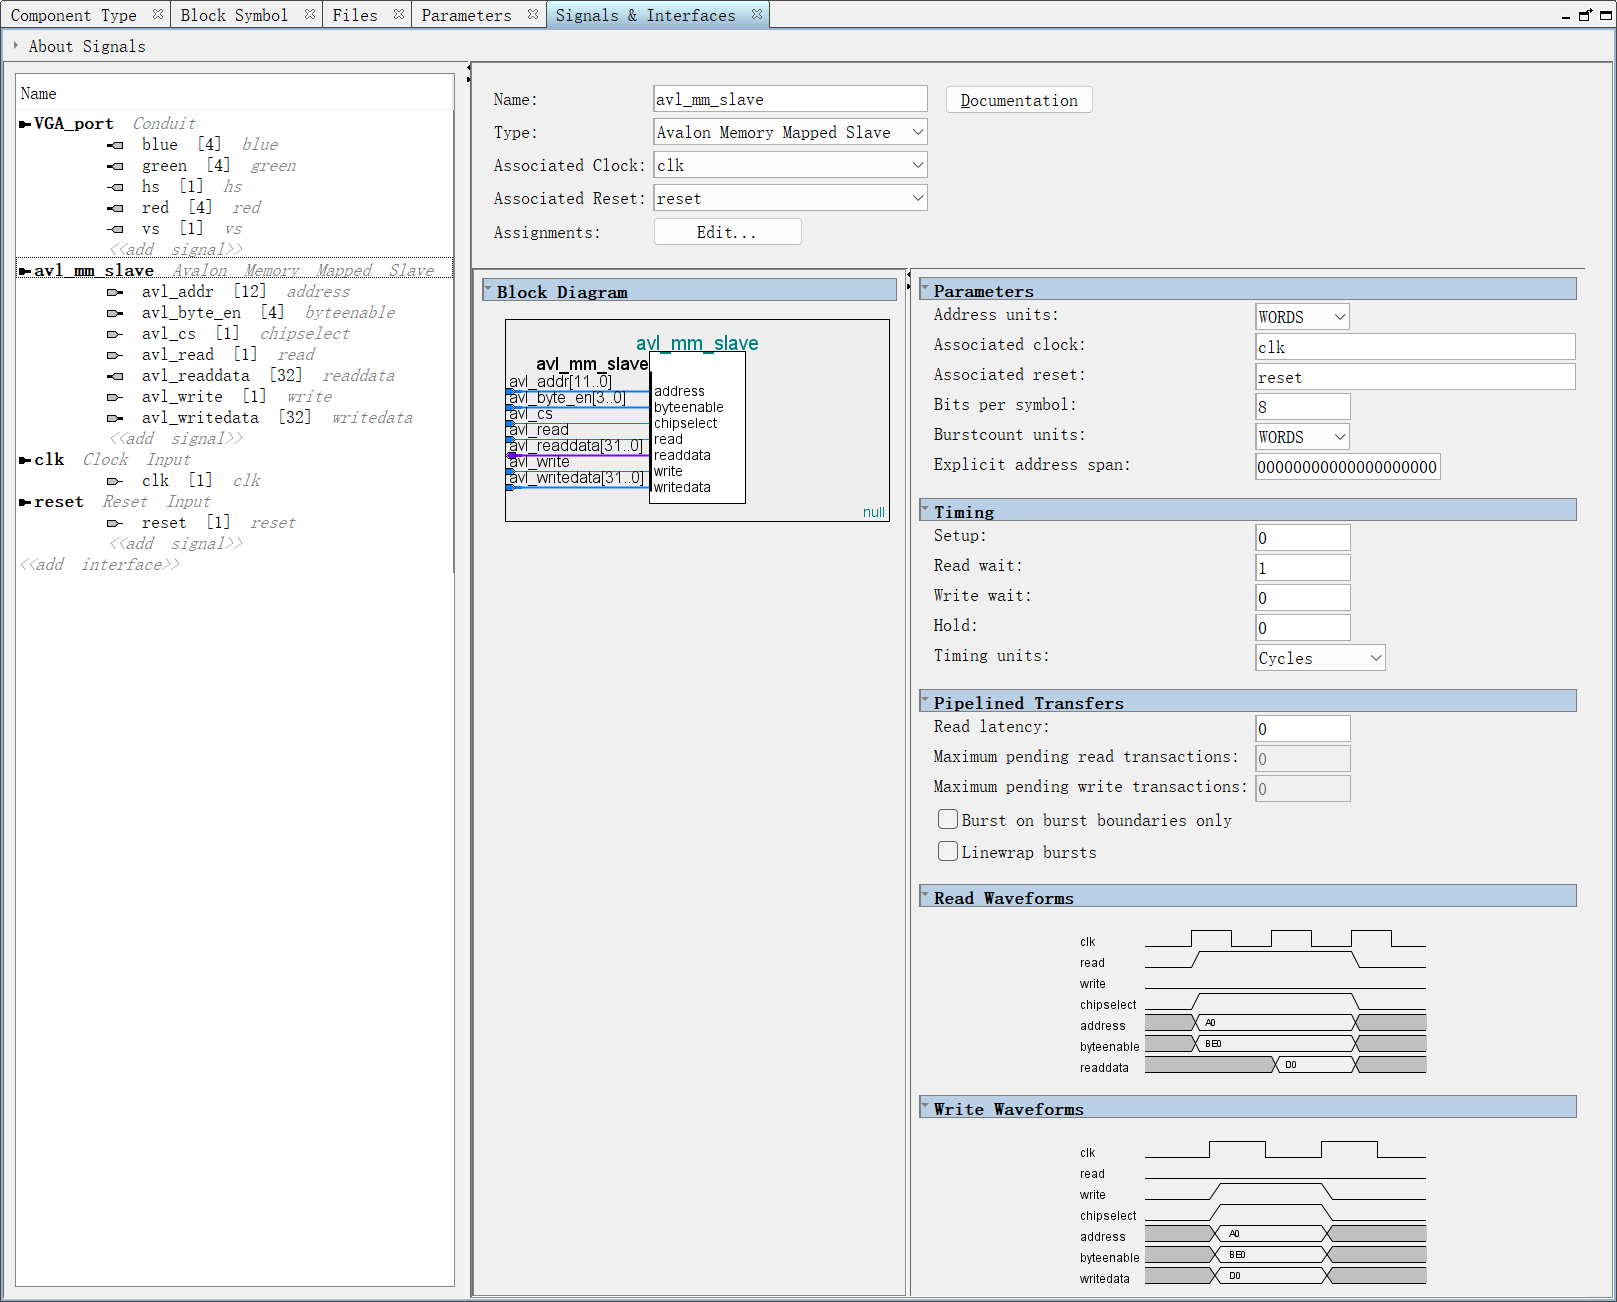 Component Type Block Symbol Files Parameters Signals & Interfaces
About Signals
Name
VGA_port Conduit
blue [4] blue
green [4] green
hs [1] hs
red [4] red
vs [1] vs
<<add signal>>
avl_mm_slave Avalon Memory Mapped Slave
avl_addr [12] address
avl_byte_en [4] byteenable
avl_cs [1] chipselect
avl_read [1] read
avl_readdata [32] readdata
avl_write [1] write
avl_writedata [32] writedata
<<add signal>>
clk Clock Input
clk [1] clk
reset Reset Input
reset [1] reset
<<add signal>>
<<add interface>>
Name: avl_mm_slave Documentation
Type: Avalon Memory Mapped Slave
Associated Clock: clk
Associated Reset: reset
Assignments: Edit...
Block Diagram
avl_mm_slave
avl_mm_slave
avl_addr[11..0] address
avl_byte_en[3..0] byteenable
avl_cs chipselect
avl_read read
avl_readdata[31..0] readdata
avl_write write
avl_writedata[31..0] writedata
null
Parameters
Address units: WORDS
Associated clock: clk
Associated reset: reset
Bits per symbol: 8
Burstcount units: WORDS
Explicit address span: 00000000000000000000
Timing
Setup: 0
Read wait: 1
Write wait: 0
Hold: 0
Timing units: Cycles
Pipelined Transfers
Read latency: 0
Maximum pending read transactions: 0
Maximum pending write transactions: 0
Burst on burst boundaries only
Linewrap bursts
Read Waveforms
clk
read
write
chipselect
address A0
byteenable BE0
readdata D0
Write Waveforms
clk
read
write
chipselect
address A0
byteenable BE0
writedata D0